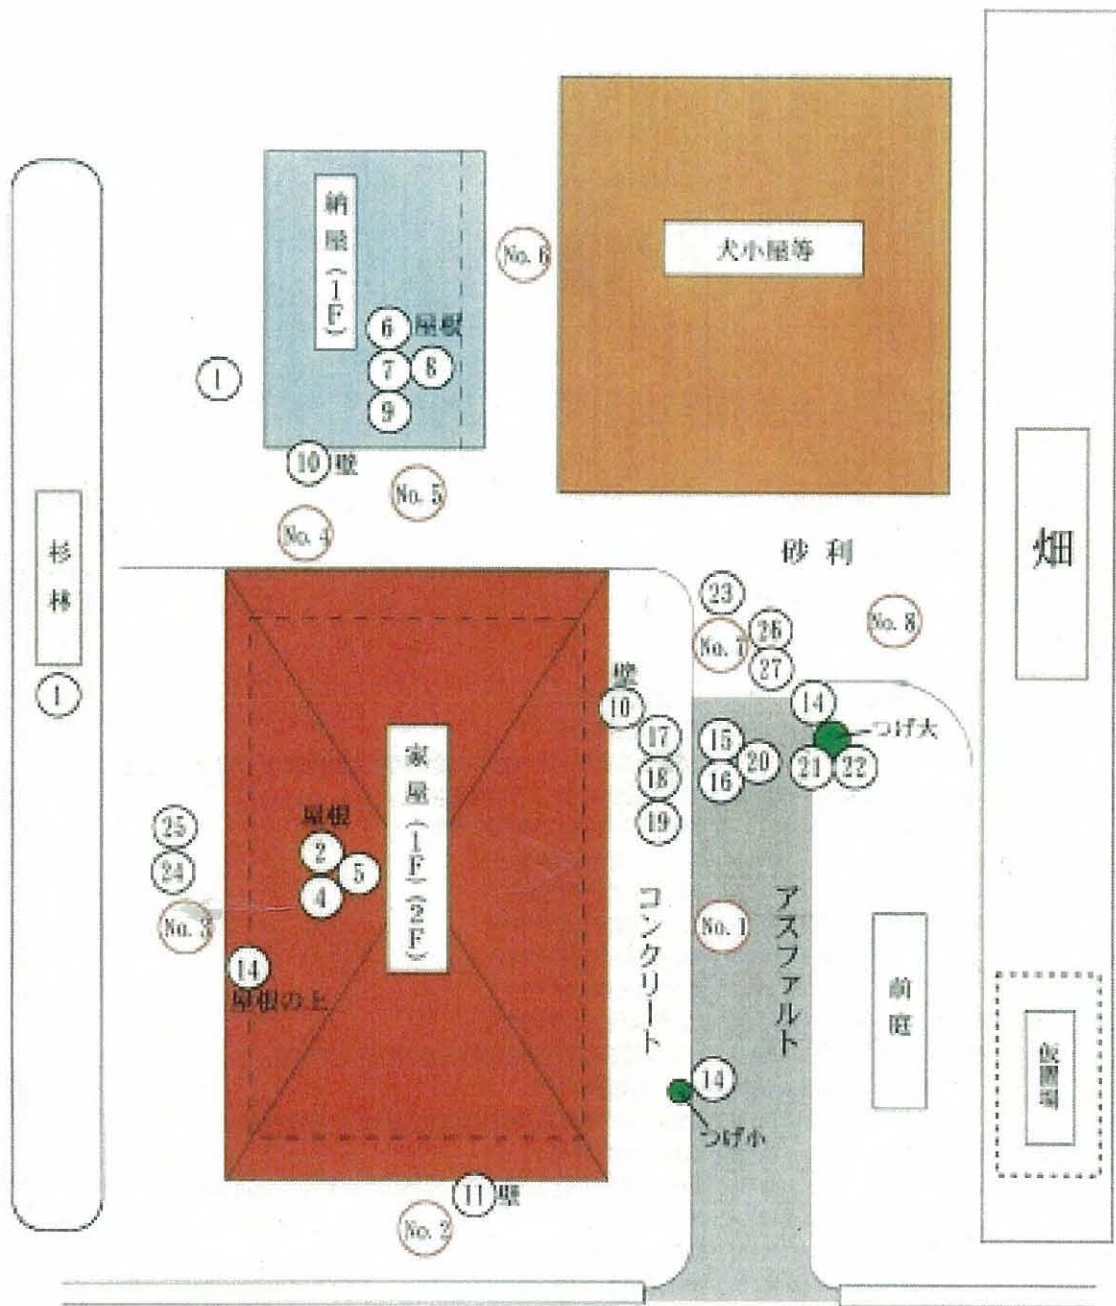 納屋(1F)
犬小屋等
No. 6
6
屋根
7
8
1
9
10
壁
No. 5
No. 4
杉林
1
畑
砂利
23
26
No. 8
No. 7
27
壁
10
14
つげ大
17
15
20
21
22
18
16
19
家屋(1F)(2F)
屋根
2
5
4
25
24
No. 3
14
屋根の上
コンクリート
No. 1
アスファルト
前庭
仮置場
14
つげ小
11
壁
No. 2